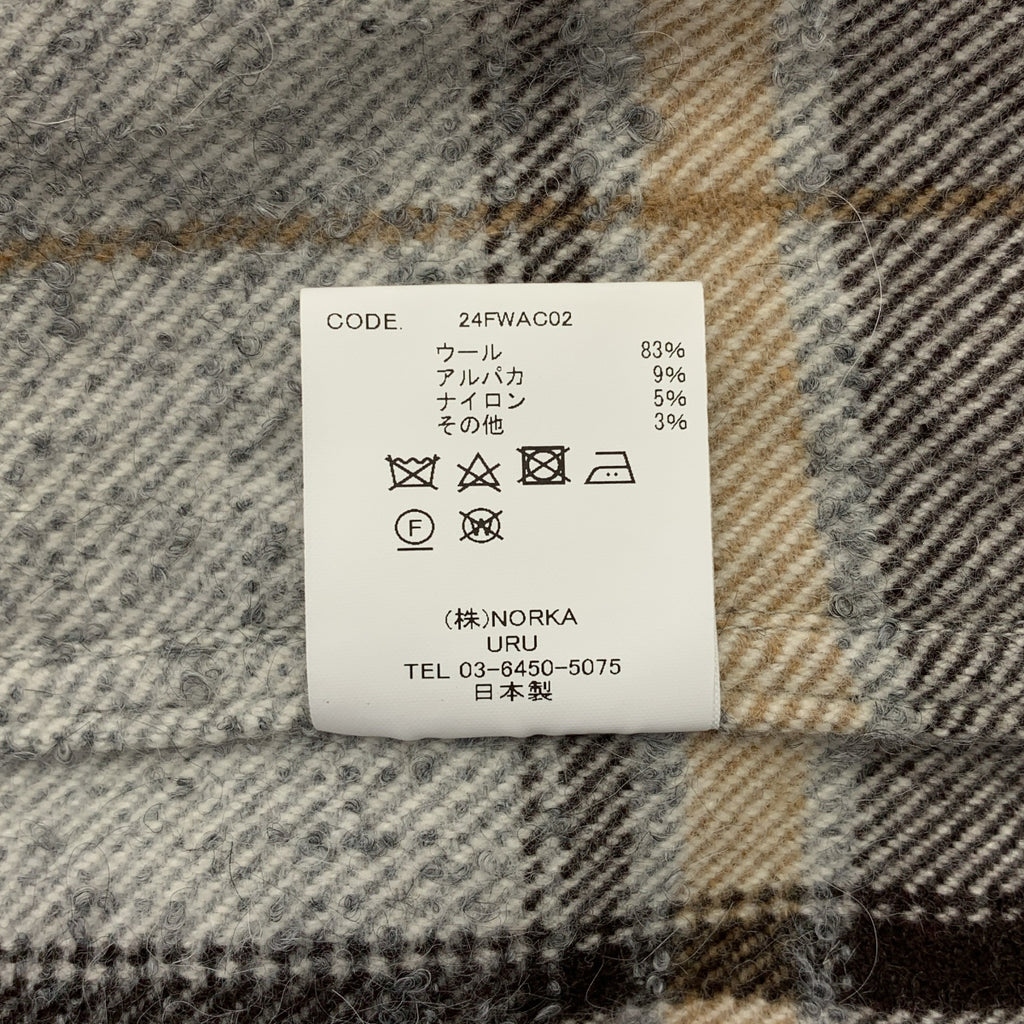 CODE. 24FWAC02
ウール 83%
アルパカ 9%
ナイロン 5%
その他 3%
F W
(株)NORKA
URU
TEL 03-6450-5075
日本製